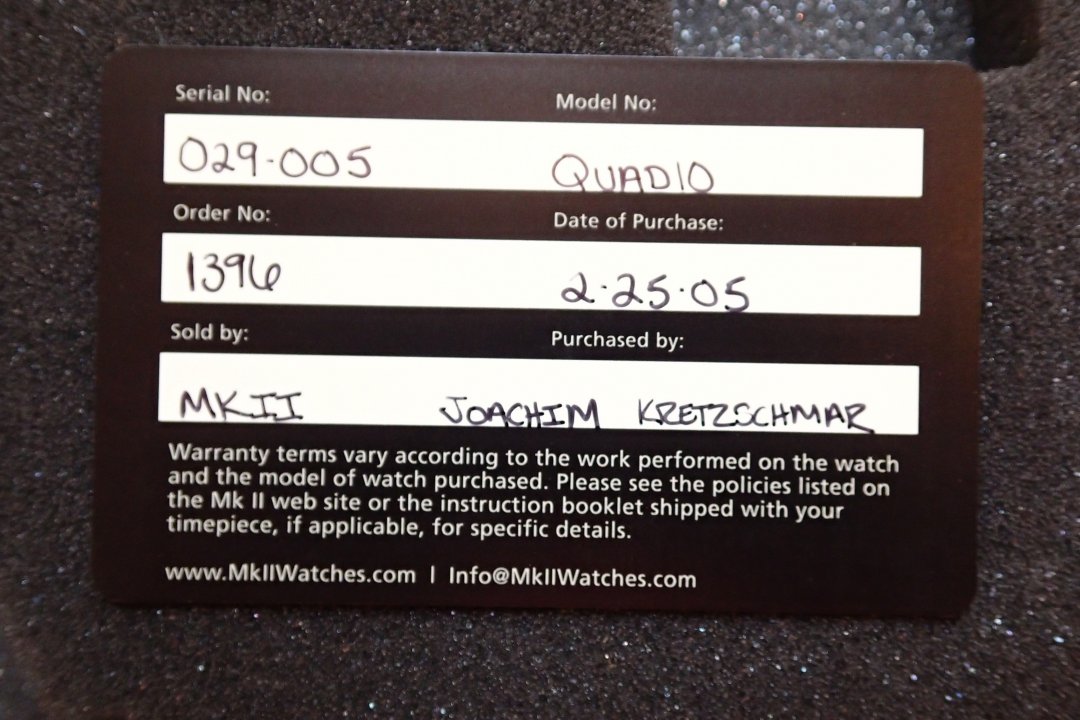 Serial No: Model No:
029-005 QUAD10
Order No: Date of Purchase:
1396 2·25·05
Sold by: Purchased by:
MKII JOACHIM KRETZSCHMAR
Warranty terms vary according to the work performed on the watch
and the model of watch purchased. Please see the policies listed on
the Mk II web site or the instruction booklet shipped with your
timepiece, if applicable, for specific details.
www.MkIIWatches.com | Info@MkIIWatches.com